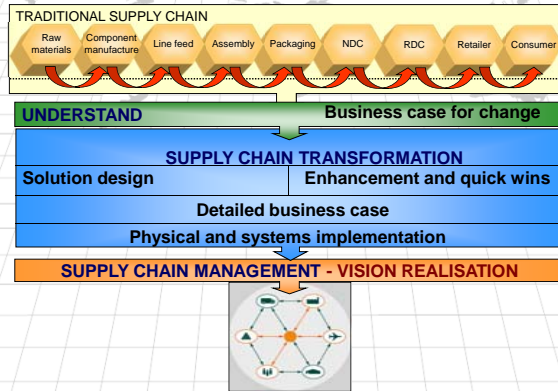 TRADITIONAL SUPPLY CHAIN
Raw materials
Component manufacture
Line feed
Assembly
Packaging
NDC
RDC
Retailer
Consumer
UNDERSTAND
Business case for change
SUPPLY CHAIN TRANSFORMATION
Solution design
Enhancement and quick wins
Detailed business case
Physical and systems implementation
SUPPLY CHAIN MANAGEMENT - VISION REALISATION